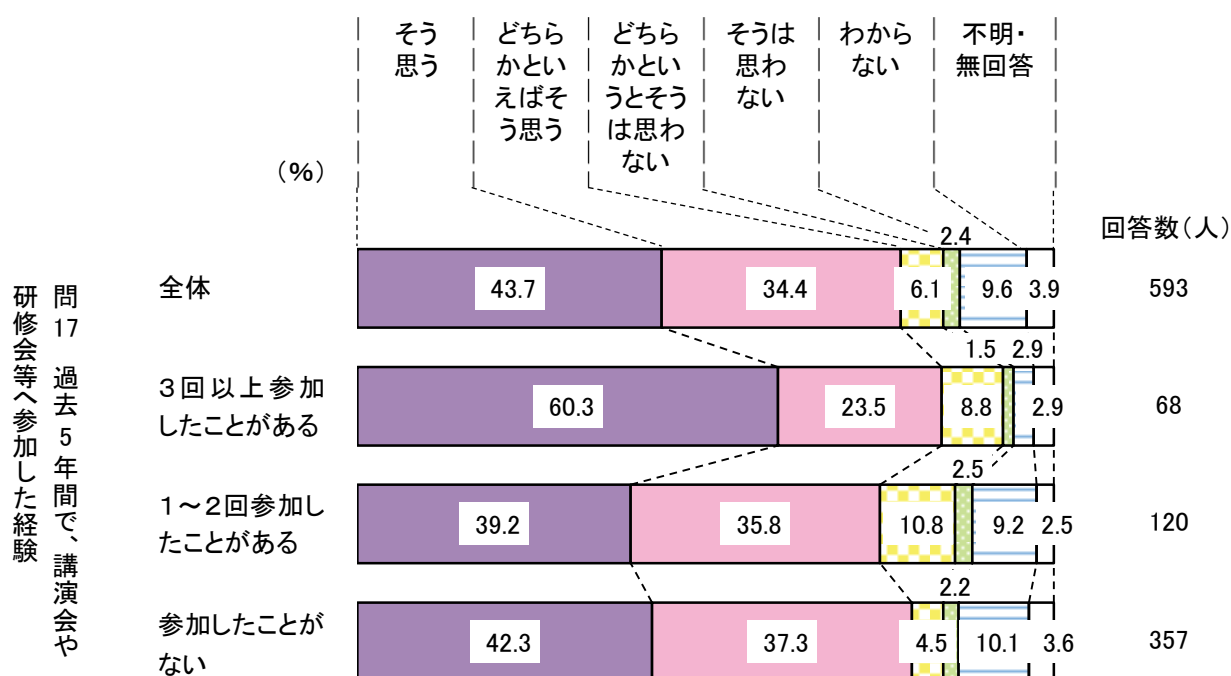 そう
思う
どちら
かとい
えばそ
う思う
どちら
かとい
うとそう
は思わ
ない
そうは
思わ
ない
わから
ない
不明・
無回答
(%)
回答数(人)
問17 過去5年間で、講演会や
研修会等へ参加した経験
全体
43.7
34.4
6.1
2.4
9.6
3.9
593
3回以上参加
したことがある
60.3
23.5
8.8
1.5
2.9
2.9
68
1～2回参加し
たことがある
39.2
35.8
10.8
2.5
9.2
2.5
120
参加したことが
ない
42.3
37.3
4.5
2.2
10.1
3.6
357